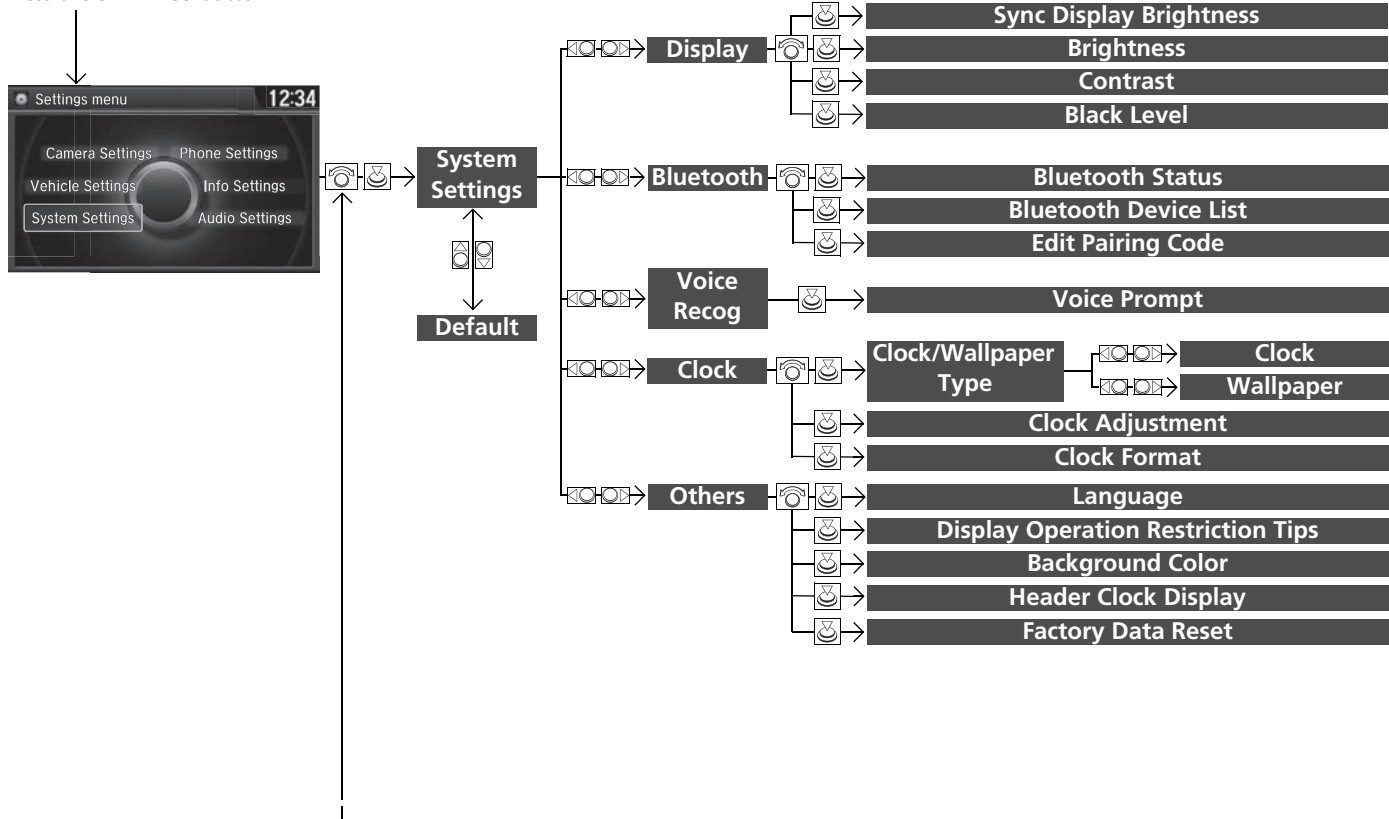 Settings menu 12:34
Camera Settings Phone Settings
Vehicle Settings Info Settings
System Settings Audio Settings
System
Settings
Default
Display
Sync Display Brightness
Brightness
Contrast
Black Level
Bluetooth
Bluetooth Status
Bluetooth Device List
Edit Pairing Code
Voice
Recog
Voice Prompt
Clock
Clock/Wallpaper
Type
Clock
Wallpaper
Clock Adjustment
Clock Format
Others
Language
Display Operation Restriction Tips
Background Color
Header Clock Display
Factory Data Reset